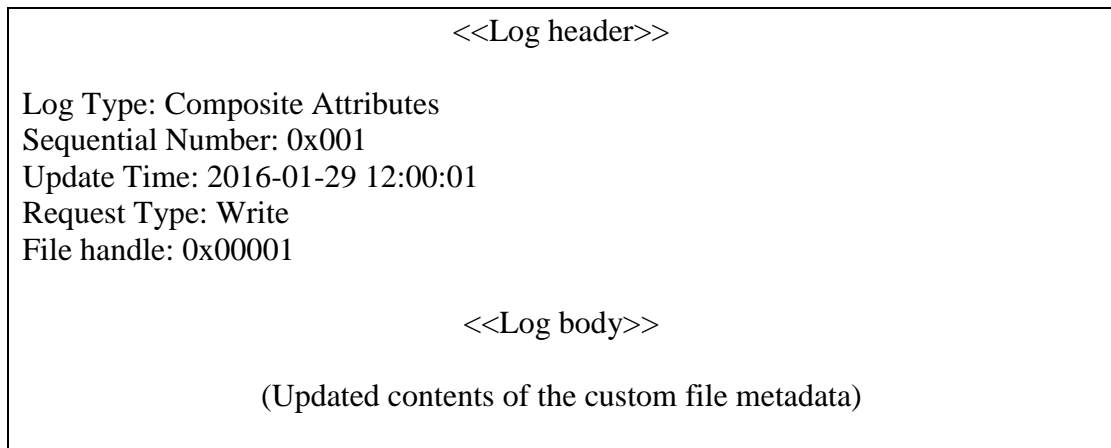 <<Log header>>
Log Type: Composite Attributes
Sequential Number: 0x001
Update Time: 2016-01-29 12:00:01
Request Type: Write
File handle: 0x00001
<<Log body>>
(Updated contents of the custom file metadata)